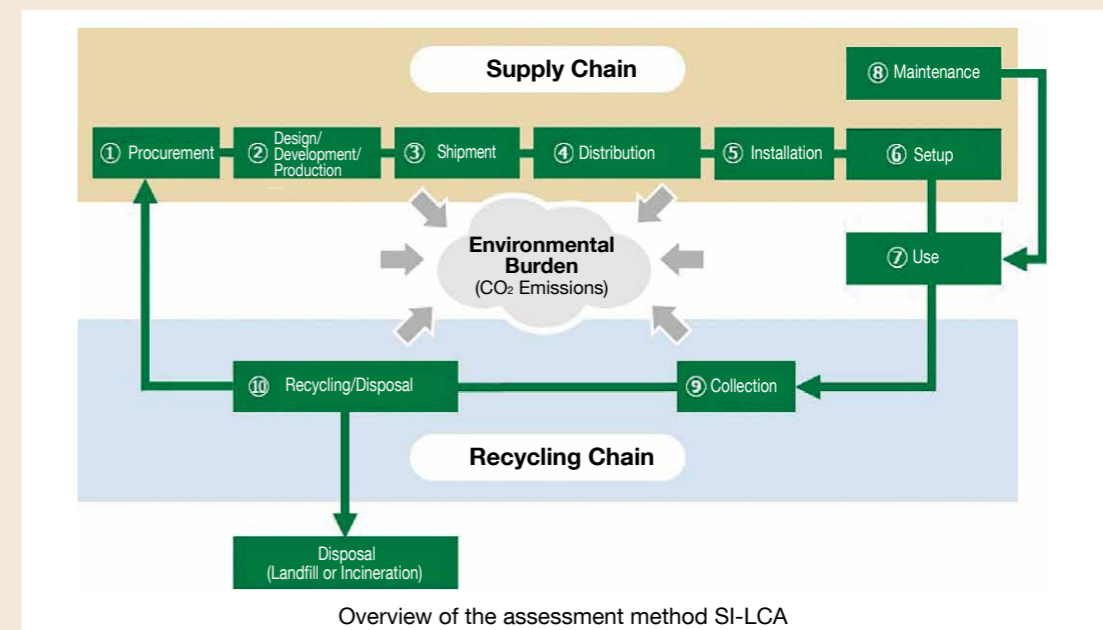 Supply Chain
⑧ Maintenance
① Procurement
② Design/
Development/
Production
③ Shipment
④ Distribution
⑤ Installation
⑥ Setup
Environmental
Burden
(CO₂ Emissions)
⑦ Use
⑩ Recycling/Disposal
⑨ Collection
Recycling Chain
Disposal
(Landfill or Incineration)
Overview of the assessment method SI-LCA